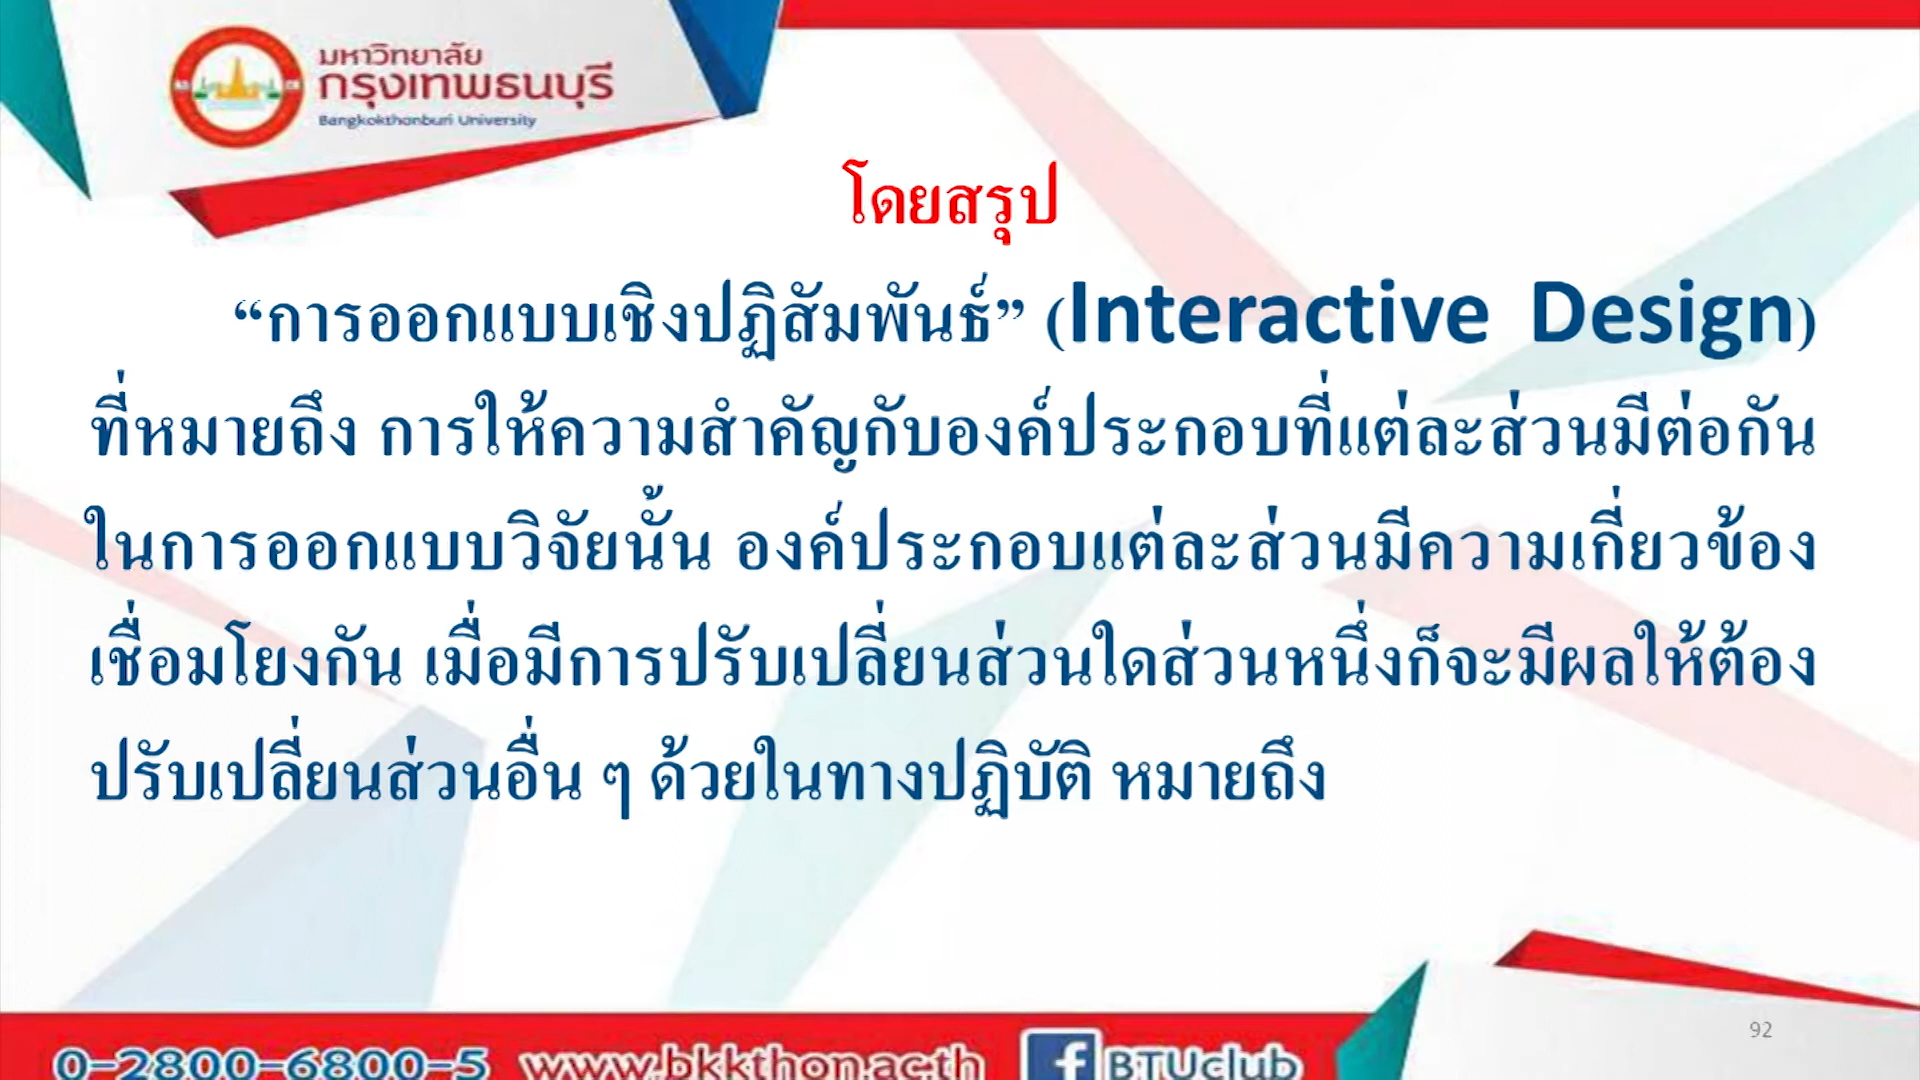 มหาวิทยาลัย
กรุงเทพธนบุรี
Bangkokthonburi University
โดยสรุป
“การออกแบบเชิงปฏิสัมพันธ์” (Interactive Design)
ที่หมายถึง การให้ความสำคัญกับองค์ประกอบที่แต่ละส่วนมีต่อกัน
ในการออกแบบวิจัยนั้น องค์ประกอบแต่ละส่วนมีความเกี่ยวข้อง
เชื่อมโยงกัน เมื่อมีการปรับเปลี่ยนส่วนใดส่วนหนึ่งก็จะมีผลให้ต้อง
ปรับเปลี่ยนส่วนอื่น ๆ ด้วยในทางปฏิบัติ หมายถึง
92
0-2800-6800-5 www.bkkthon.ac.th f BTUclub